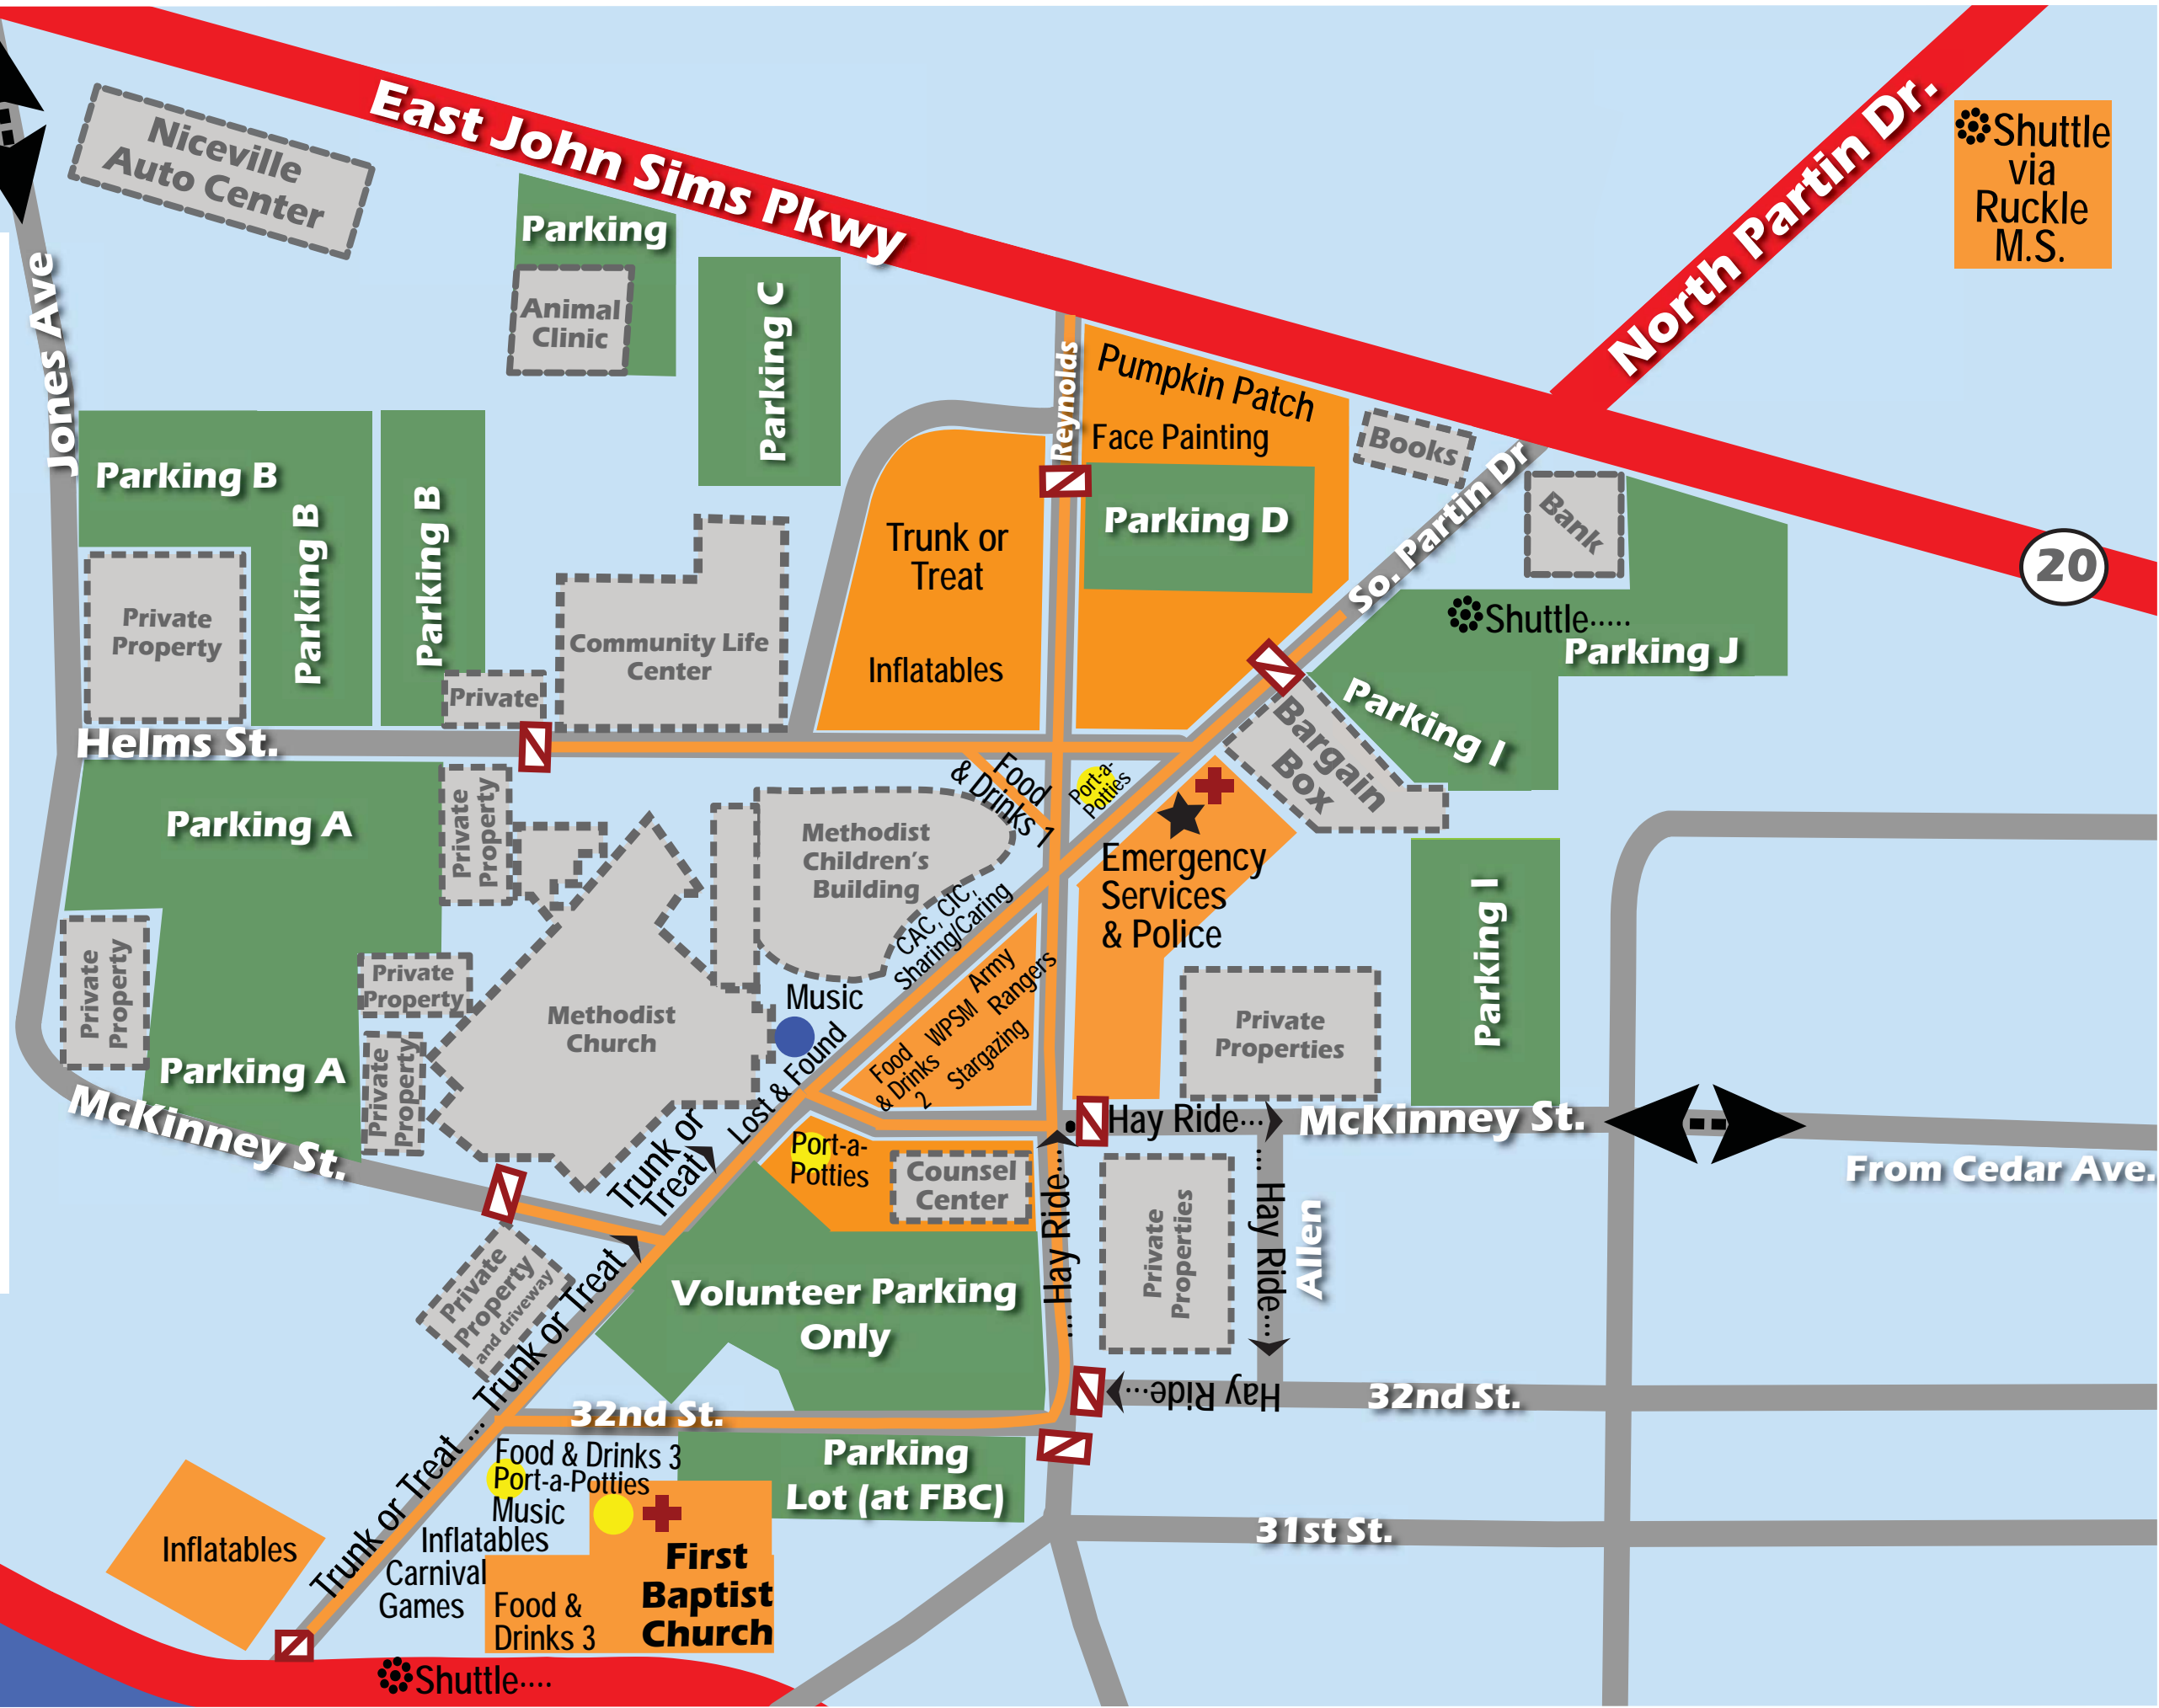 East John Sims Pkwy
North Partin Dr.
Shuttle
via
Ruckle
M.S.
Niceville
Auto Center
Jones Ave
Parking
Animal
Clinic
Parking C
Reynolds
Pumpkin Patch
Face Painting
Books
So. Partin Dr
Bank
20
Parking B
Parking B
Parking B
Trunk or
Treat
Inflatables
Parking D
Shuttle.....
Parking J
Parking I
Private
Property
Private
Community Life
Center
Helms St.
Food
& Drinks 1
Port-a-
Potties
Bargain
Box
Parking A
Private
Property
Methodist
Children's
Building
CAC, CIC,
Sharing/Caring
Emergency
Services
& Police
Parking I
Private
Property
Private
Property
Methodist
Church
Music
Army
Rangers
WPSM
Stargazing
Food
& Drinks
2
Private
Properties
Parking A
Private
Property
Lost & Found
McKinney St.
Hay Ride...
McKinney St.
From Cedar Ave.
Trunk or
Treat
Port-a-
Potties
Counsel
Center
... Hay Ride...
Private
Properties
... Hay Ride...
Allen
Private
Property
and driveway
Volunteer Parking
Only
Hay Ride...
32nd St.
32nd St.
Trunk or Treat ... Trunk or Treat
Food & Drinks 3
Port-a-Potties
Music
Inflatables
Carnival
Games
Parking
Lot (at FBC)
31st St.
Inflatables
First
Baptist
Church
Food &
Drinks 3
Shuttle....